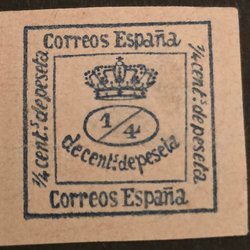 Correos España
¼ cent.s de peseta
1/4
de cent.s de peseta
¼ cent.s de peseta
Correos España